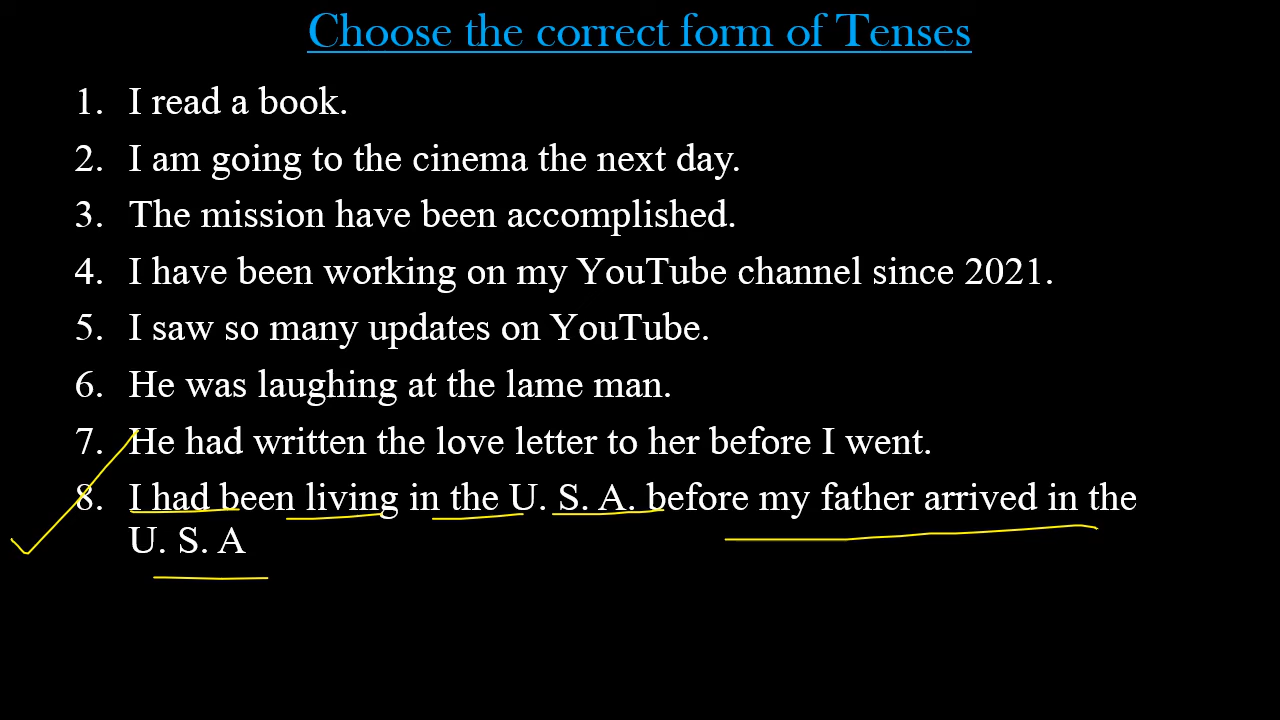 Choose the correct form of Tenses
1. I read a book.
2. I am going to the cinema the next day.
3. The mission have been accomplished.
4. I have been working on my YouTube channel since 2021.
5. I saw so many updates on YouTube.
6. He was laughing at the lame man.
7. He had written the love letter to her before I went.
8. I had been living in the U. S. A. before my father arrived in the
U. S. A